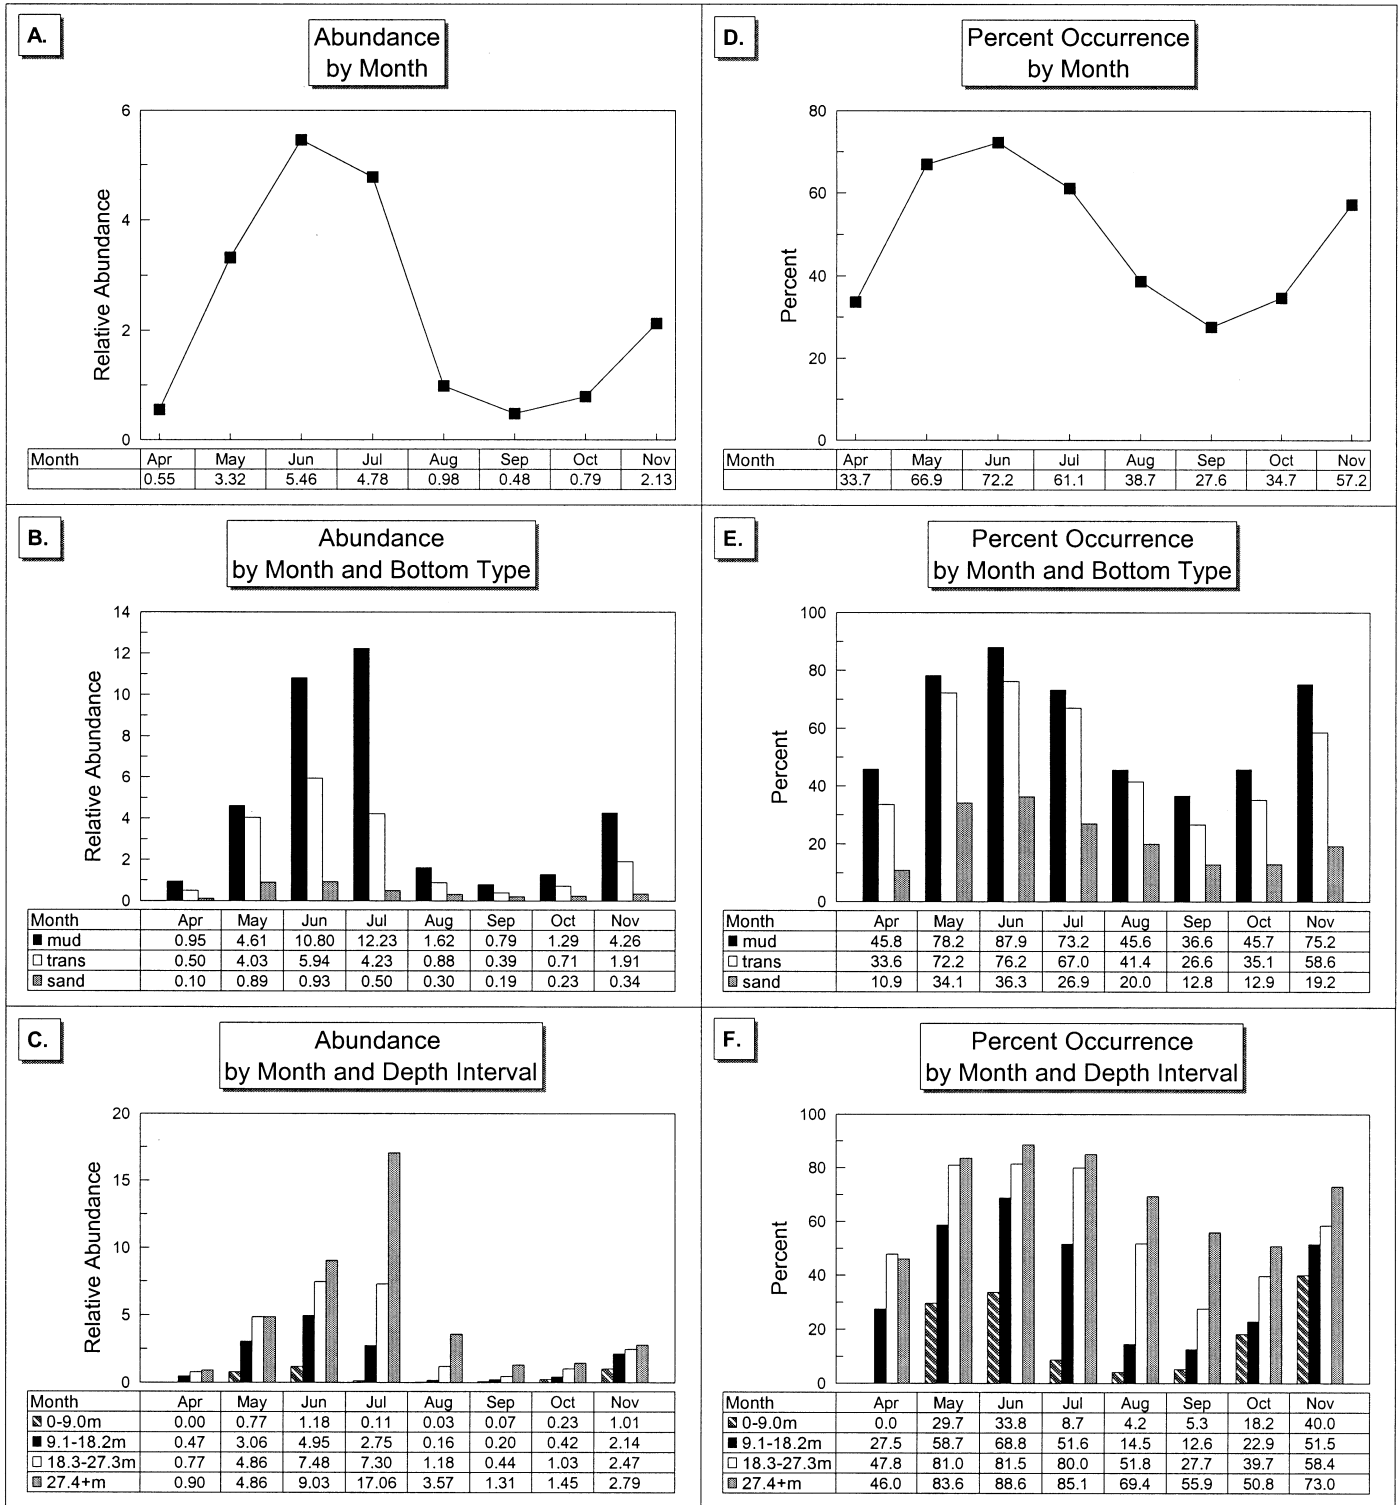 A.
Abundance
by Month
Relative Abundance
6
4
2
0
Month Apr May Jun Jul Aug Sep Oct Nov
0.55 3.32 5.46 4.78 0.98 0.48 0.79 2.13
D.
Percent Occurrence
by Month
Percent
80
60
40
20
0
Month Apr May Jun Jul Aug Sep Oct Nov
33.7 66.9 72.2 61.1 38.7 27.6 34.7 57.2
B.
Abundance
by Month and Bottom Type
Relative Abundance
14
12
10
8
6
4
2
0
Month Apr May Jun Jul Aug Sep Oct Nov
mud 0.95 4.61 10.80 12.23 1.62 0.79 1.29 4.26
trans 0.50 4.03 5.94 4.23 0.88 0.39 0.71 1.91
sand 0.10 0.89 0.93 0.50 0.30 0.19 0.23 0.34
E.
Percent Occurrence
by Month and Bottom Type
Percent
100
80
60
40
20
0
Month Apr May Jun Jul Aug Sep Oct Nov
mud 45.8 78.2 87.9 73.2 45.6 36.6 45.7 75.2
trans 33.6 72.2 76.2 67.0 41.4 26.6 35.1 58.6
sand 10.9 34.1 36.3 26.9 20.0 12.8 12.9 19.2
C.
Abundance
by Month and Depth Interval
Relative Abundance
20
15
10
5
0
Month Apr May Jun Jul Aug Sep Oct Nov
0-9.0m 0.00 0.77 1.18 0.11 0.03 0.07 0.23 1.01
9.1-18.2m 0.47 3.06 4.95 2.75 0.16 0.20 0.42 2.14
18.3-27.3m 0.77 4.86 7.48 7.30 1.18 0.44 1.03 2.47
27.4+m 0.90 4.86 9.03 17.06 3.57 1.31 1.45 2.79
F.
Percent Occurrence
by Month and Depth Interval
Percent
100
80
60
40
20
0
Month Apr May Jun Jul Aug Sep Oct Nov
0-9.0m 0.0 29.7 33.8 8.7 4.2 5.3 18.2 40.0
9.1-18.2m 27.5 58.7 68.8 51.6 14.5 12.6 22.9 51.5
18.3-27.3m 47.8 81.0 81.5 80.0 51.8 27.7 39.7 58.4
27.4+m 46.0 83.6 88.6 85.1 69.4 55.9 50.8 73.0